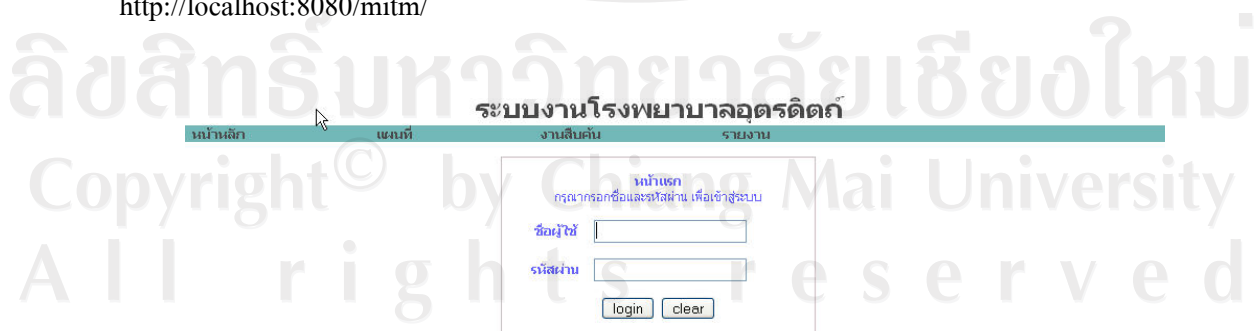 http://localhost:8080/mitm/
ลิขสิทธิ์มหาวิทยาลัยเชียงใหม่
ระบบงานโรงพยาบาลอุตรดิตถ์
หน้าหลัก แผนที่ งานสืบค้น รายงาน
Copyright© by Chiang Mai University
หน้าแรก
กรุณากรอกชื่อและรหัสผ่าน เพื่อเข้าสู่ระบบ
ชื่อผู้ใช้
All rights reserved
รหัสผ่าน
login clear